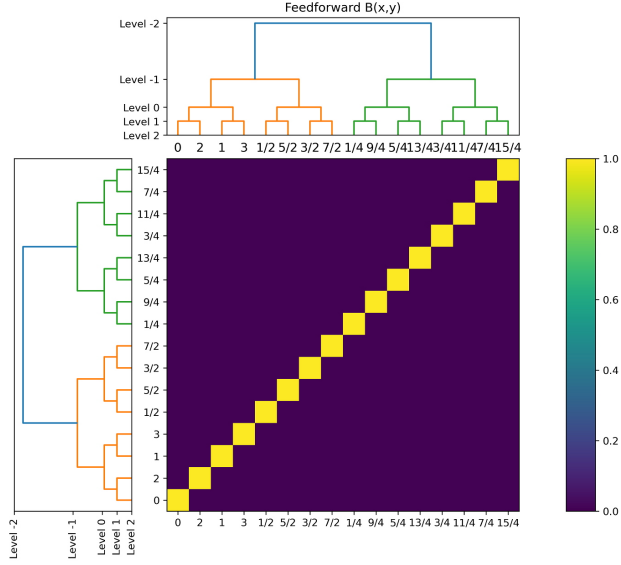 Feedforward B(x,y)
Level -2
Level -1
Level 0
Level 1
Level 2
0 2 1 3 1/2 5/2 3/2 7/2 1/4 9/4 5/4 13/4 3/4 11/4 7/4 15/4
15/4
7/4
11/4
3/4
13/4
5/4
9/4
1/4
7/2
3/2
5/2
1/2
3
1
2
0
0 2 1 3 1/2 5/2 3/2 7/2 1/4 9/4 5/4 13/4 3/4 11/4 7/4 15/4
Level -2
Level -1
Level 0
Level 1
Level 2
1.0
0.8
0.6
0.4
0.2
0.0